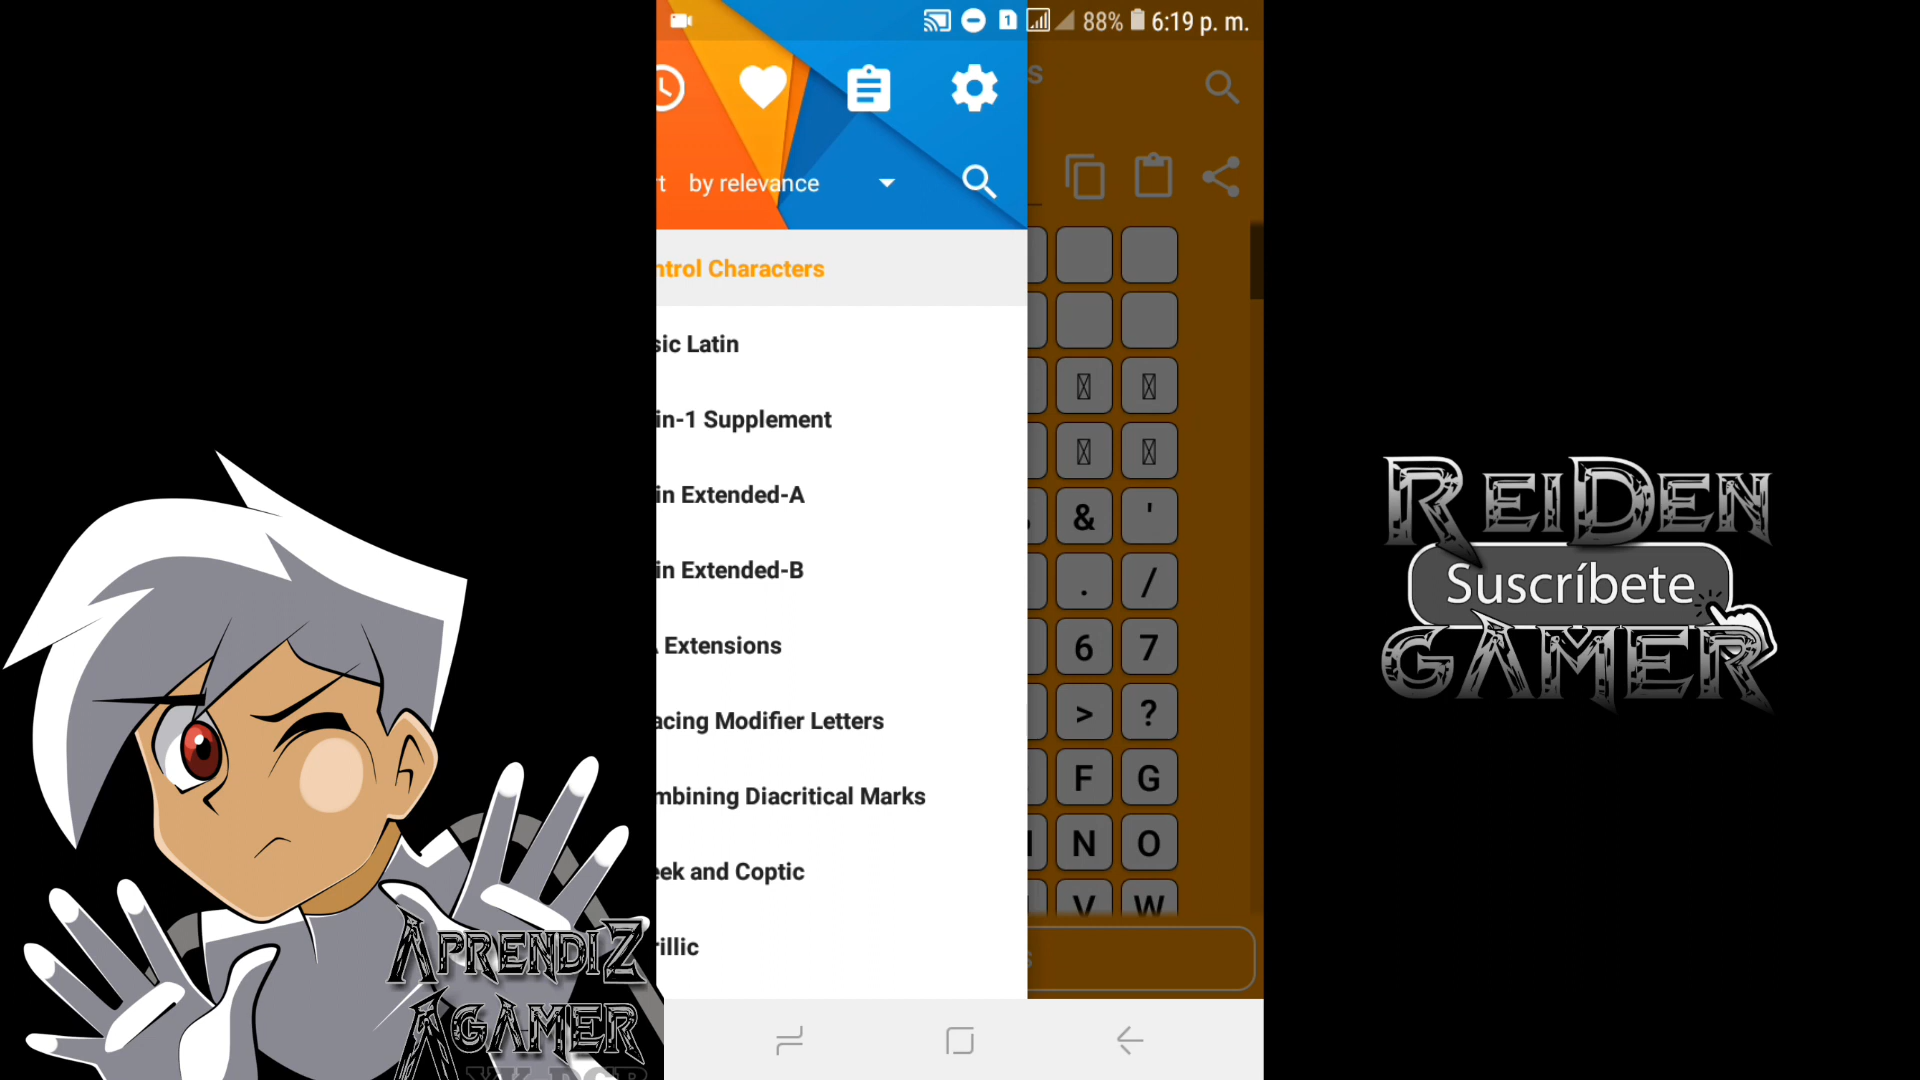 1 88% 6:19 p. m.
s
by relevance
ntrol Characters
sic Latin
in-1 Supplement
in Extended-A
in Extended-B
Extensions
acing Modifier Letters
mbining Diacritical Marks
eek and Coptic
rillic
& '
. /
6 7
> ?
F G
N O
V W
s
REIDEN
Suscríbete
GAMER
APRENDIZ
AGAMER